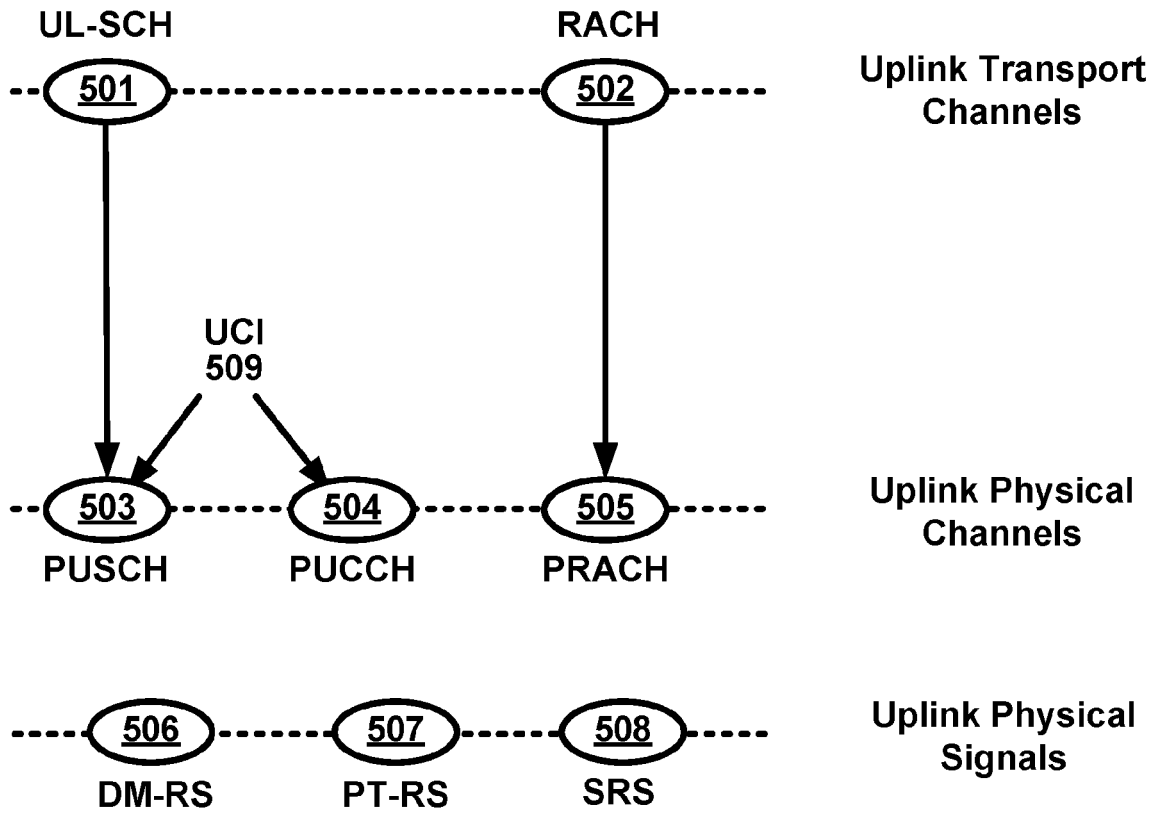 UL-SCH
RACH
501
502
Uplink Transport
Channels
UCI
509
503
504
505
Uplink Physical
Channels
PUSCH
PUCCH
PRACH
506
507
508
Uplink Physical
Signals
DM-RS
PT-RS
SRS